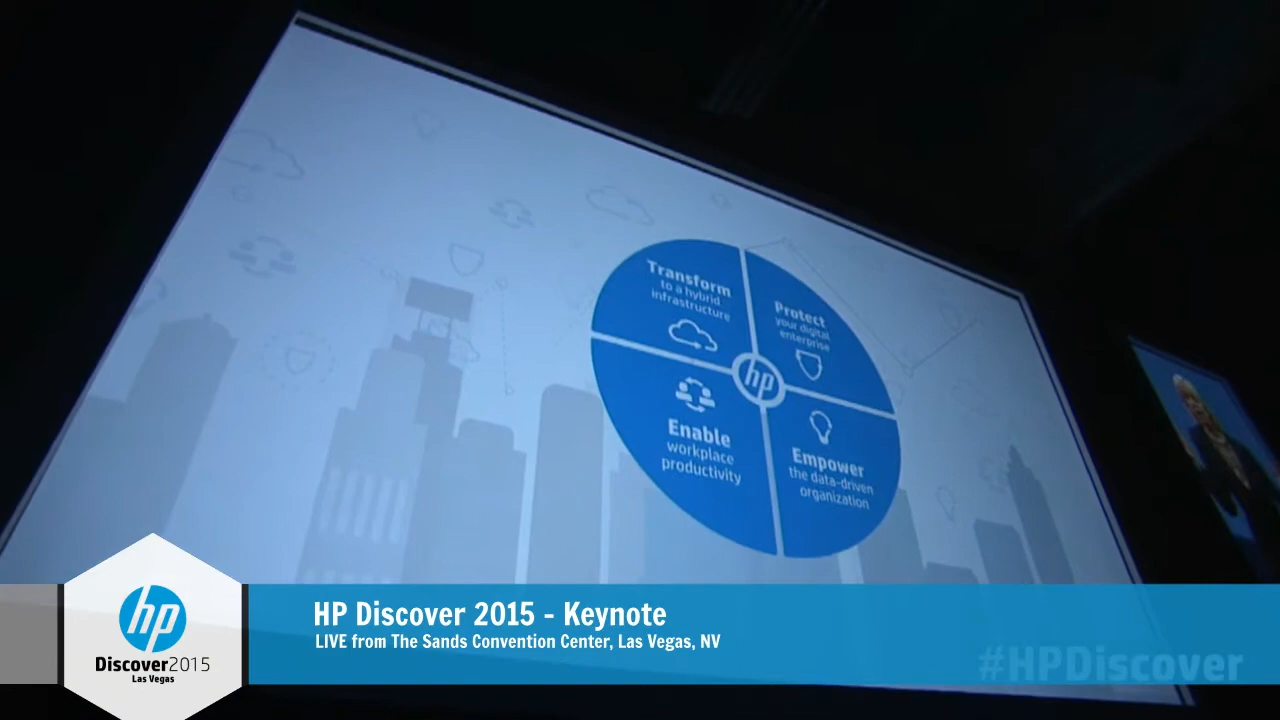 Transform
to a hybrid
infrastructure
Protect
your digital
enterprise
hp
Enable
workplace
productivity
Empower
the data-driven
organization
hp
Discover2015
Las Vegas
HP Discover 2015 - Keynote
LIVE from The Sands Convention Center, Las Vegas, NV
#HPDiscover